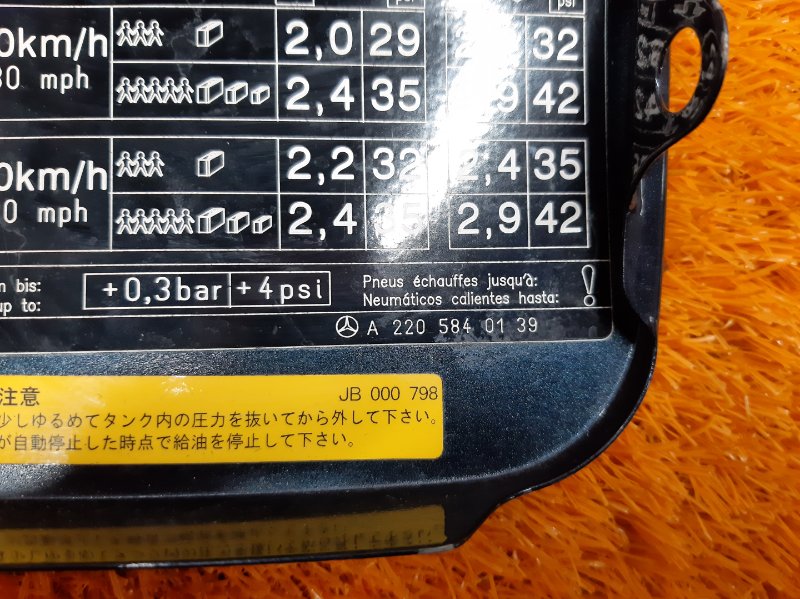 psi
0km/h 2,0 29 32
80 mph 2,4 35 42
0km/h 2,2 32 2,4 35
0 mph 2,4 35 2,9 42
n bis:
up to:
+0,3bar +4psi
Pneus échauffes jusqu'à:
Neumáticos calientes hasta:
!
A 220 584 01 39
注意 JB 000 798
少しゆるめてタンク内の圧力を抜いてから外して下さい。
が自動停止した時点で給油を停止して下さい。